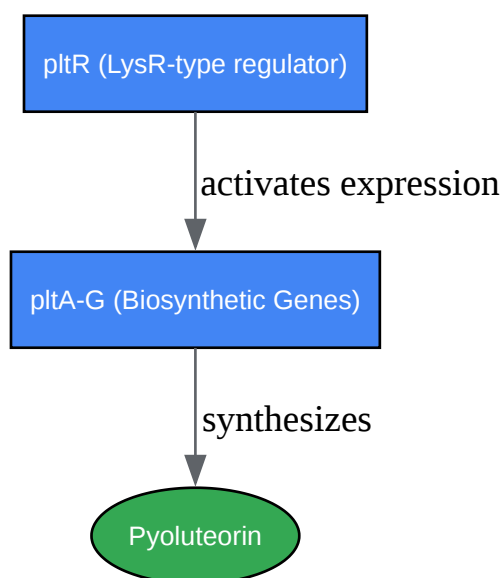 pltR (LysR-type regulator)
activates expression
pltA-G (Biosynthetic Genes)
synthesizes
Pyoluteorin